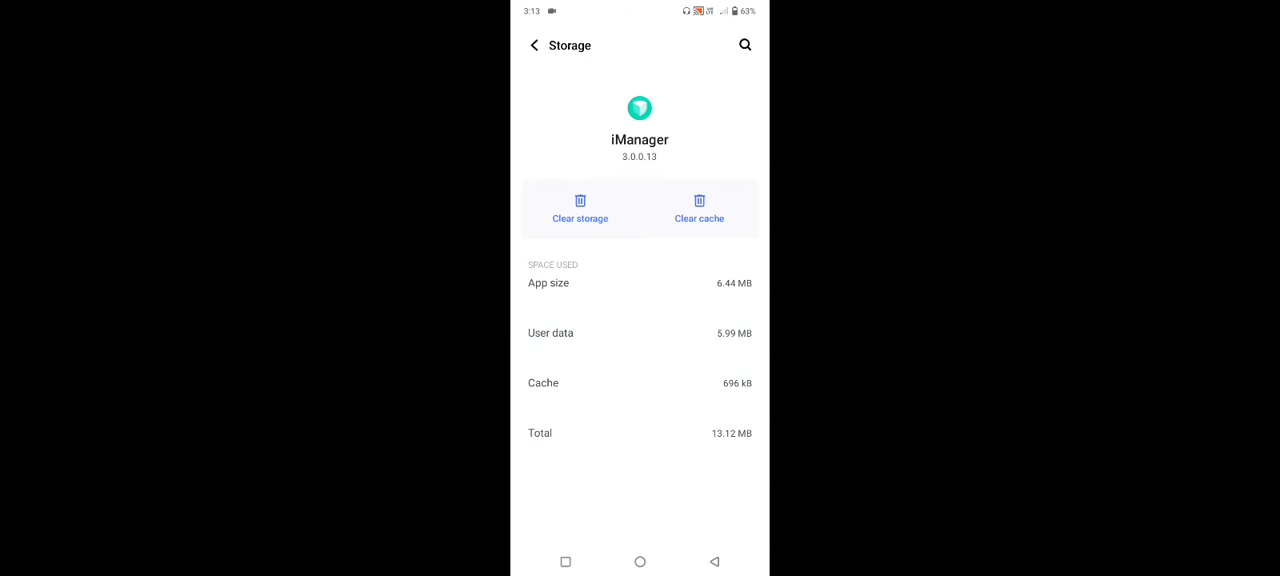 3:13 63%
Storage
iManager
3.0.0.13
Clear storage Clear cache
SPACE USED
App size 6.44 MB
User data 5.99 MB
Cache 696 kB
Total 13.12 MB